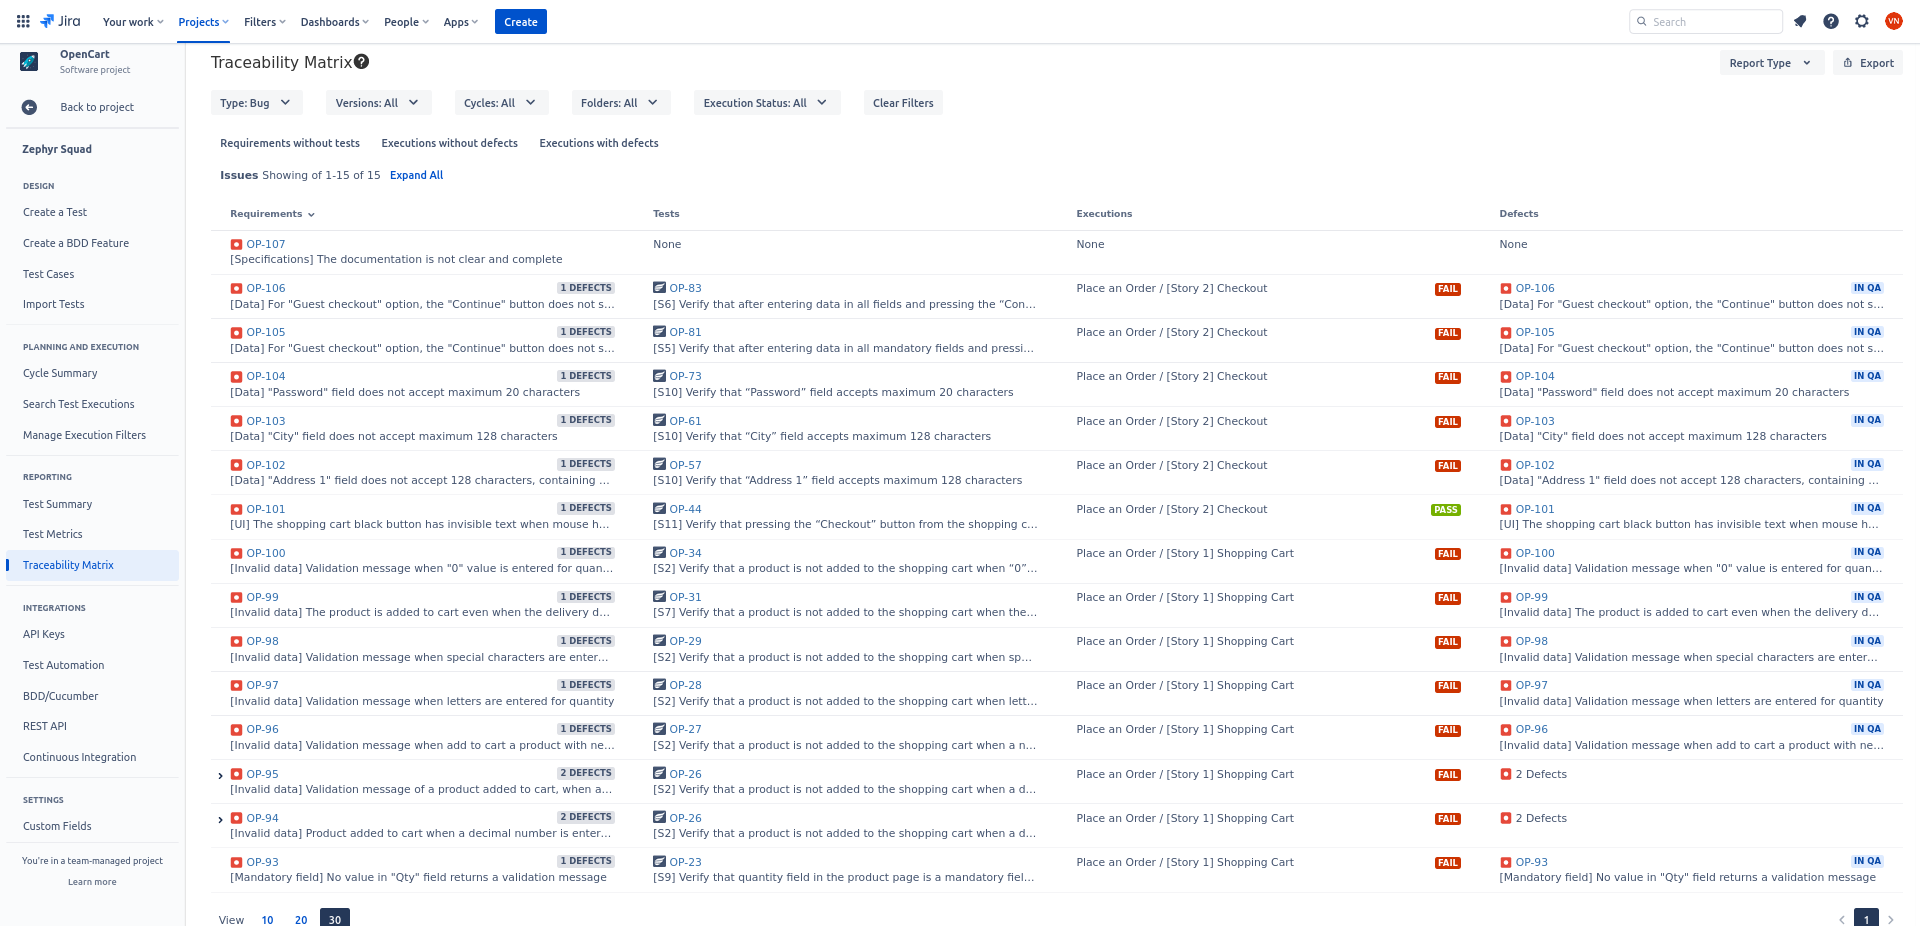 Jira Your work Projects Filters Dashboards People Apps Create Search VN
OpenCart
Software project
Back to project
Zephyr Squad
DESIGN
Create a Test
Create a BDD Feature
Test Cases
Import Tests
PLANNING AND EXECUTION
Cycle Summary
Search Test Executions
Manage Execution Filters
REPORTING
Test Summary
Test Metrics
Traceability Matrix
INTEGRATIONS
API Keys
Test Automation
BDD/Cucumber
REST API
Continuous Integration
SETTINGS
Custom Fields
You're in a team-managed project
Learn more
Traceability Matrix Report Type Export
Type: Bug Versions: All Cycles: All Folders: All Execution Status: All Clear Filters
Requirements without tests Executions without defects Executions with defects
Issues Showing of 1-15 of 15 Expand All
Requirements Tests Executions Defects
OP-107 None None None
[Specifications] The documentation is not clear and complete
OP-106 1 DEFECTS OP-83 Place an Order / [Story 2] Checkout FAIL OP-106 IN QA
[Data] For "Guest checkout" option, the "Continue" button does not s... [S6] Verify that after entering data in all fields and pressing the “Con... [Data] For "Guest checkout" option, the "Continue" button does not s...
OP-105 1 DEFECTS OP-81 Place an Order / [Story 2] Checkout FAIL OP-105 IN QA
[Data] For "Guest checkout" option, the "Continue" button does not s... [S5] Verify that after entering data in all mandatory fields and pressi... [Data] For "Guest checkout" option, the "Continue" button does not s...
OP-104 1 DEFECTS OP-73 Place an Order / [Story 2] Checkout FAIL OP-104 IN QA
[Data] "Password" field does not accept maximum 20 characters [S10] Verify that “Password” field accepts maximum 20 characters [Data] "Password" field does not accept maximum 20 characters
OP-103 1 DEFECTS OP-61 Place an Order / [Story 2] Checkout FAIL OP-103 IN QA
[Data] "City" field does not accept maximum 128 characters [S10] Verify that “City” field accepts maximum 128 characters [Data] "City" field does not accept maximum 128 characters
OP-102 1 DEFECTS OP-57 Place an Order / [Story 2] Checkout FAIL OP-102 IN QA
[Data] "Address 1" field does not accept 128 characters, containing ... [S10] Verify that “Address 1” field accepts maximum 128 characters [Data] "Address 1" field does not accept 128 characters, containing ...
OP-101 1 DEFECTS OP-44 Place an Order / [Story 2] Checkout PASS OP-101 IN QA
[UI] The shopping cart black button has invisible text when mouse h... [S11] Verify that pressing the “Checkout” button from the shopping c... [UI] The shopping cart black button has invisible text when mouse h...
OP-100 1 DEFECTS OP-34 Place an Order / [Story 1] Shopping Cart FAIL OP-100 IN QA
[Invalid data] Validation message when "0" value is entered for quan... [S2] Verify that a product is not added to the shopping cart when “0”... [Invalid data] Validation message when "0" value is entered for quan...
OP-99 1 DEFECTS OP-31 Place an Order / [Story 1] Shopping Cart FAIL OP-99 IN QA
[Invalid data] The product is added to cart even when the delivery d... [S7] Verify that a product is not added to the shopping cart when the... [Invalid data] The product is added to cart even when the delivery d...
OP-98 1 DEFECTS OP-29 Place an Order / [Story 1] Shopping Cart FAIL OP-98 IN QA
[Invalid data] Validation message when special characters are enter... [S2] Verify that a product is not added to the shopping cart when sp... [Invalid data] Validation message when special characters are enter...
OP-97 1 DEFECTS OP-28 Place an Order / [Story 1] Shopping Cart FAIL OP-97 IN QA
[Invalid data] Validation message when letters are entered for quantity [S2] Verify that a product is not added to the shopping cart when lett... [Invalid data] Validation message when letters are entered for quantity
OP-96 1 DEFECTS OP-27 Place an Order / [Story 1] Shopping Cart FAIL OP-96 IN QA
[Invalid data] Validation message when add to cart a product with ne... [S2] Verify that a product is not added to the shopping cart when a n... [Invalid data] Validation message when add to cart a product with ne...
OP-95 2 DEFECTS OP-26 Place an Order / [Story 1] Shopping Cart FAIL 2 Defects
[Invalid data] Validation message of a product added to cart, when a... [S2] Verify that a product is not added to the shopping cart when a d...
OP-94 2 DEFECTS OP-26 Place an Order / [Story 1] Shopping Cart FAIL 2 Defects
[Invalid data] Product added to cart when a decimal number is enter... [S2] Verify that a product is not added to the shopping cart when a d...
OP-93 1 DEFECTS OP-23 Place an Order / [Story 1] Shopping Cart FAIL OP-93 IN QA
[Mandatory field] No value in "Qty" field returns a validation message [S9] Verify that quantity field in the product page is a mandatory fiel... [Mandatory field] No value in "Qty" field returns a validation message
View 10 20 30 1